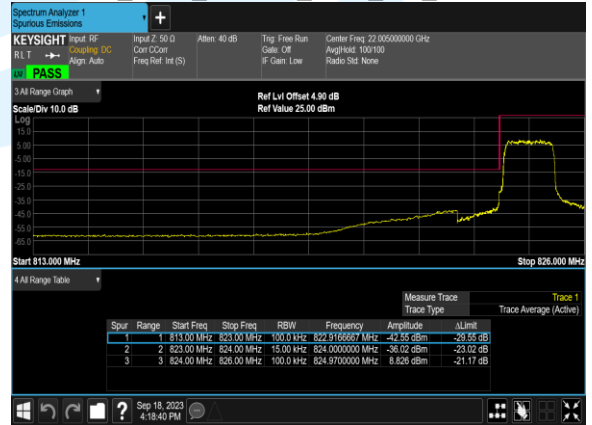 Spectrum Analyzer 1
Spurious Emissions
KEYSIGHT Input: RF Input Z: 50 Ω Atten: 40 dB Trig: Free Run Center Freq: 22.005000000 GHz
RLT Coupling: DC Corr CCorr Gate: Off Avg|Hold: 100/100
Align: Auto Freq Ref: Int (S) IF Gain: Low Radio Std: None
PASS
3 All Range Graph
Ref Lvl Offset 4.90 dB
Scale/Div 10.0 dB Ref Value 25.00 dBm
Log
15.0
5.00
-5.00
-15.0
-25.0
-35.0
-45.0
-55.0
-65.0
Start 813.000 MHz Stop 826.000 MHz
4 All Range Table
Measure Trace Trace 1
Trace Type Trace Average (Active)
Spur Range Start Freq Stop Freq RBW Frequency Amplitude ΔLimit
1 1 813.00 MHz 823.00 MHz 100.0 kHz 822.9166667 MHz -42.55 dBm -29.55 dB
2 2 823.00 MHz 824.00 MHz 15.00 kHz 824.0000000 MHz -36.02 dBm -23.02 dB
3 3 824.00 MHz 826.00 MHz 100.0 kHz 824.9700000 MHz 8.826 dBm -21.17 dB
? Sep 18, 2023
4:18:40 PM